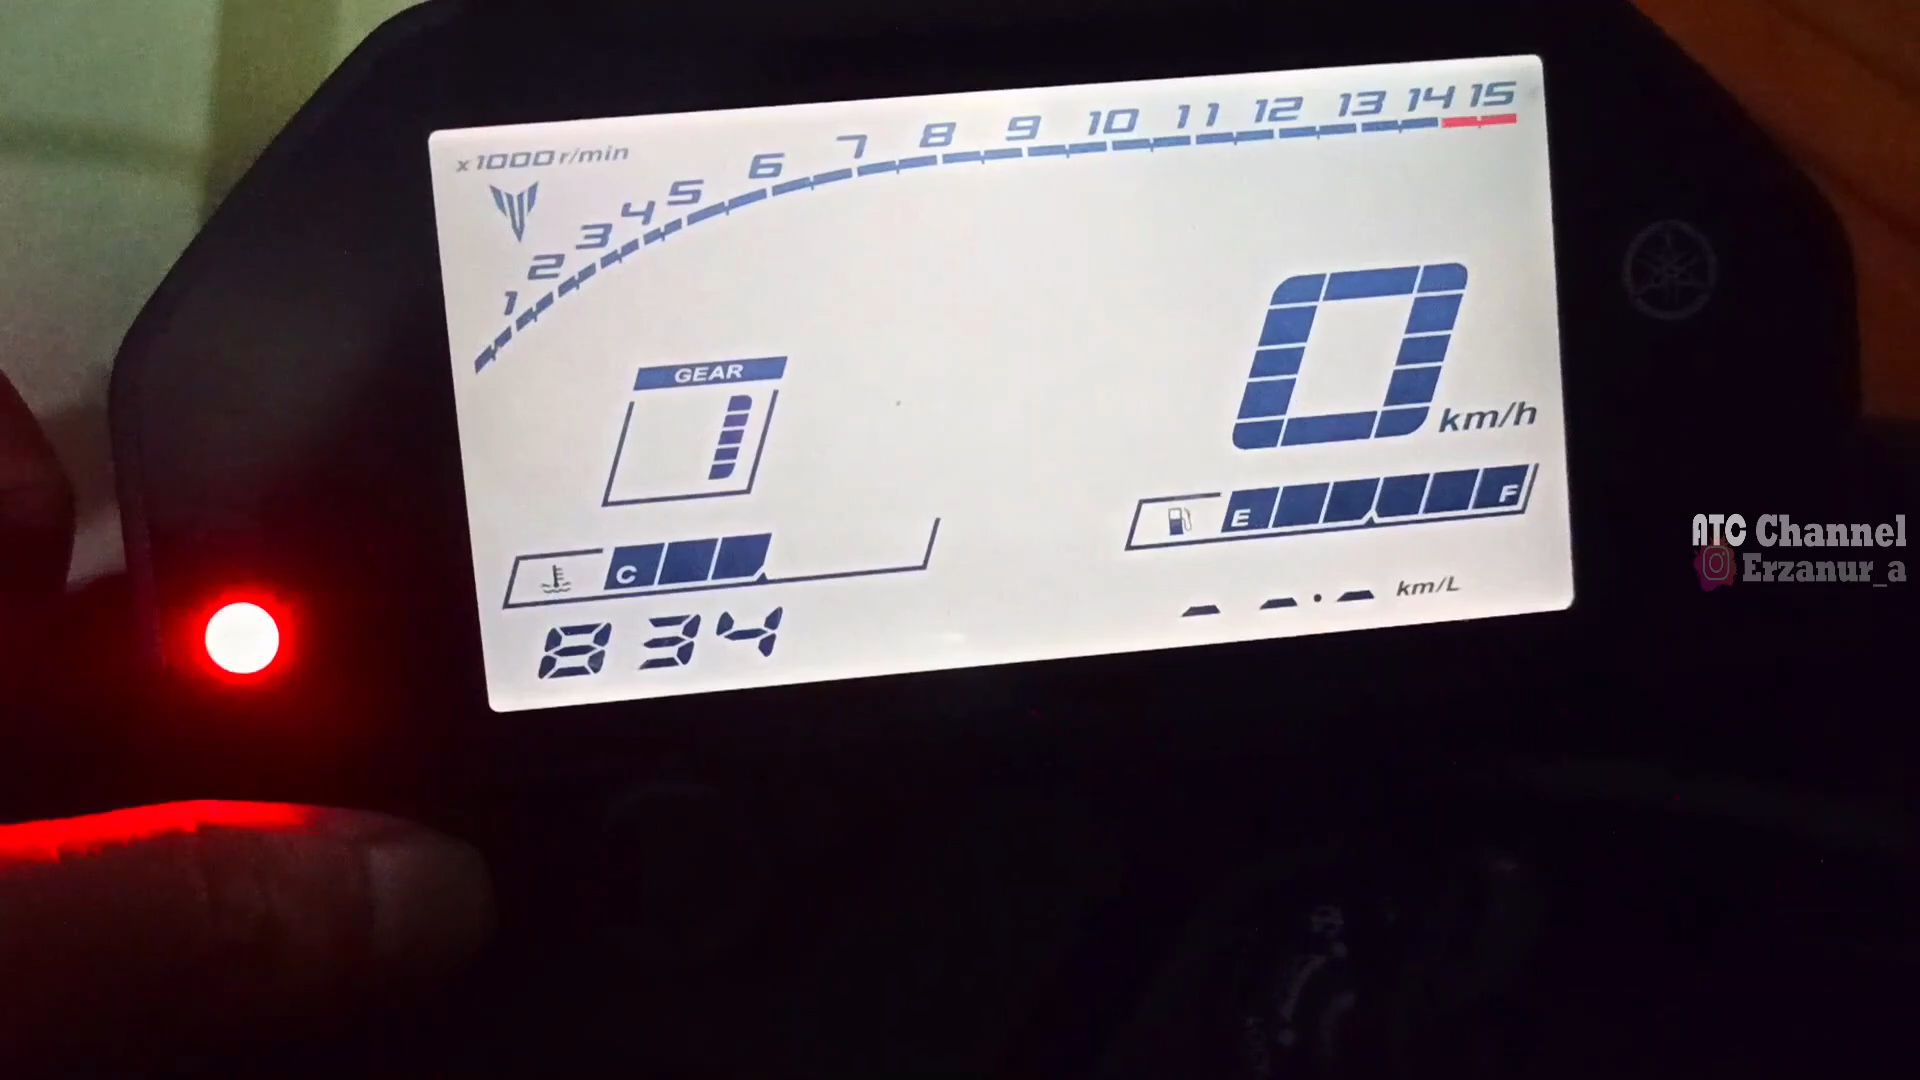 x1000r/min
1 2 3 4 5 6 7 8 9 10 11 12 13 14 15
GEAR
1
0 km/h
C
E F
834
-- -.- km/L
ATC Channel
Erzanur_a